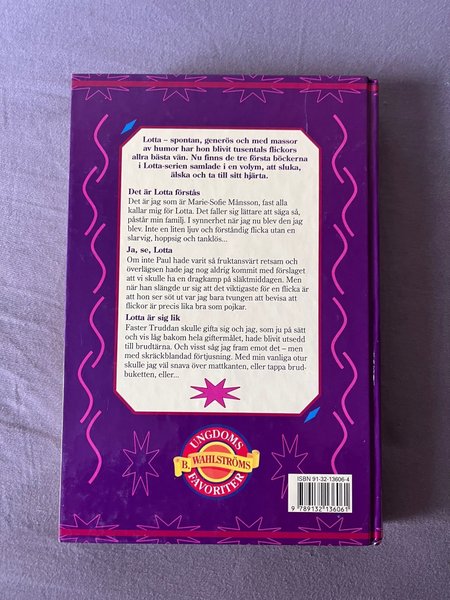 Lotta – spontan, generös och med massor
av humor har hon blivit tusentals flickors
allra bästa vän. Nu finns de tre första böckerna
i Lotta-serien samlade i en volym, att sluka,
älska och ta till sitt hjärta.
Det är Lotta förstås
Det är jag som är Marie-Sofie Månsson, fast alla
kallar mig för Lotta. Det faller sig lättare att säga så,
påstår min familj. I synnerhet när jag nu blev den jag
blev. Inte en liten ljuv och förståndig flicka utan en
slarvig, hoppsig och tanklös...
Ja, se, Lotta
Om inte Paul hade varit så fruktansvärt retsam och
överlägsen hade jag nog aldrig kommit med förslaget
att vi skulle ha en dragkamp på släktmiddagen. Men
när han slängde ur sig att det viktigaste för en flicka är
att hon ser söt ut var jag bara tvungen att bevisa att
flickor är precis lika bra som pojkar.
Lotta är sig lik
Faster Truddan skulle gifta sig och jag, som ju på sätt
och vis låg bakom hela giftermålet, hade blivit utsedd
till brudtärna. Och visst såg jag fram emot det – men
med skräckblandad förtjusning. Med min vanliga otur
skulle jag väl snava över mattkanten, eller tappa brud-
buketten, eller...
UNGDOMS
B. WAHLSTRÖMS
FAVORITER
ISBN 91-32-13606-4
9 789132 136061